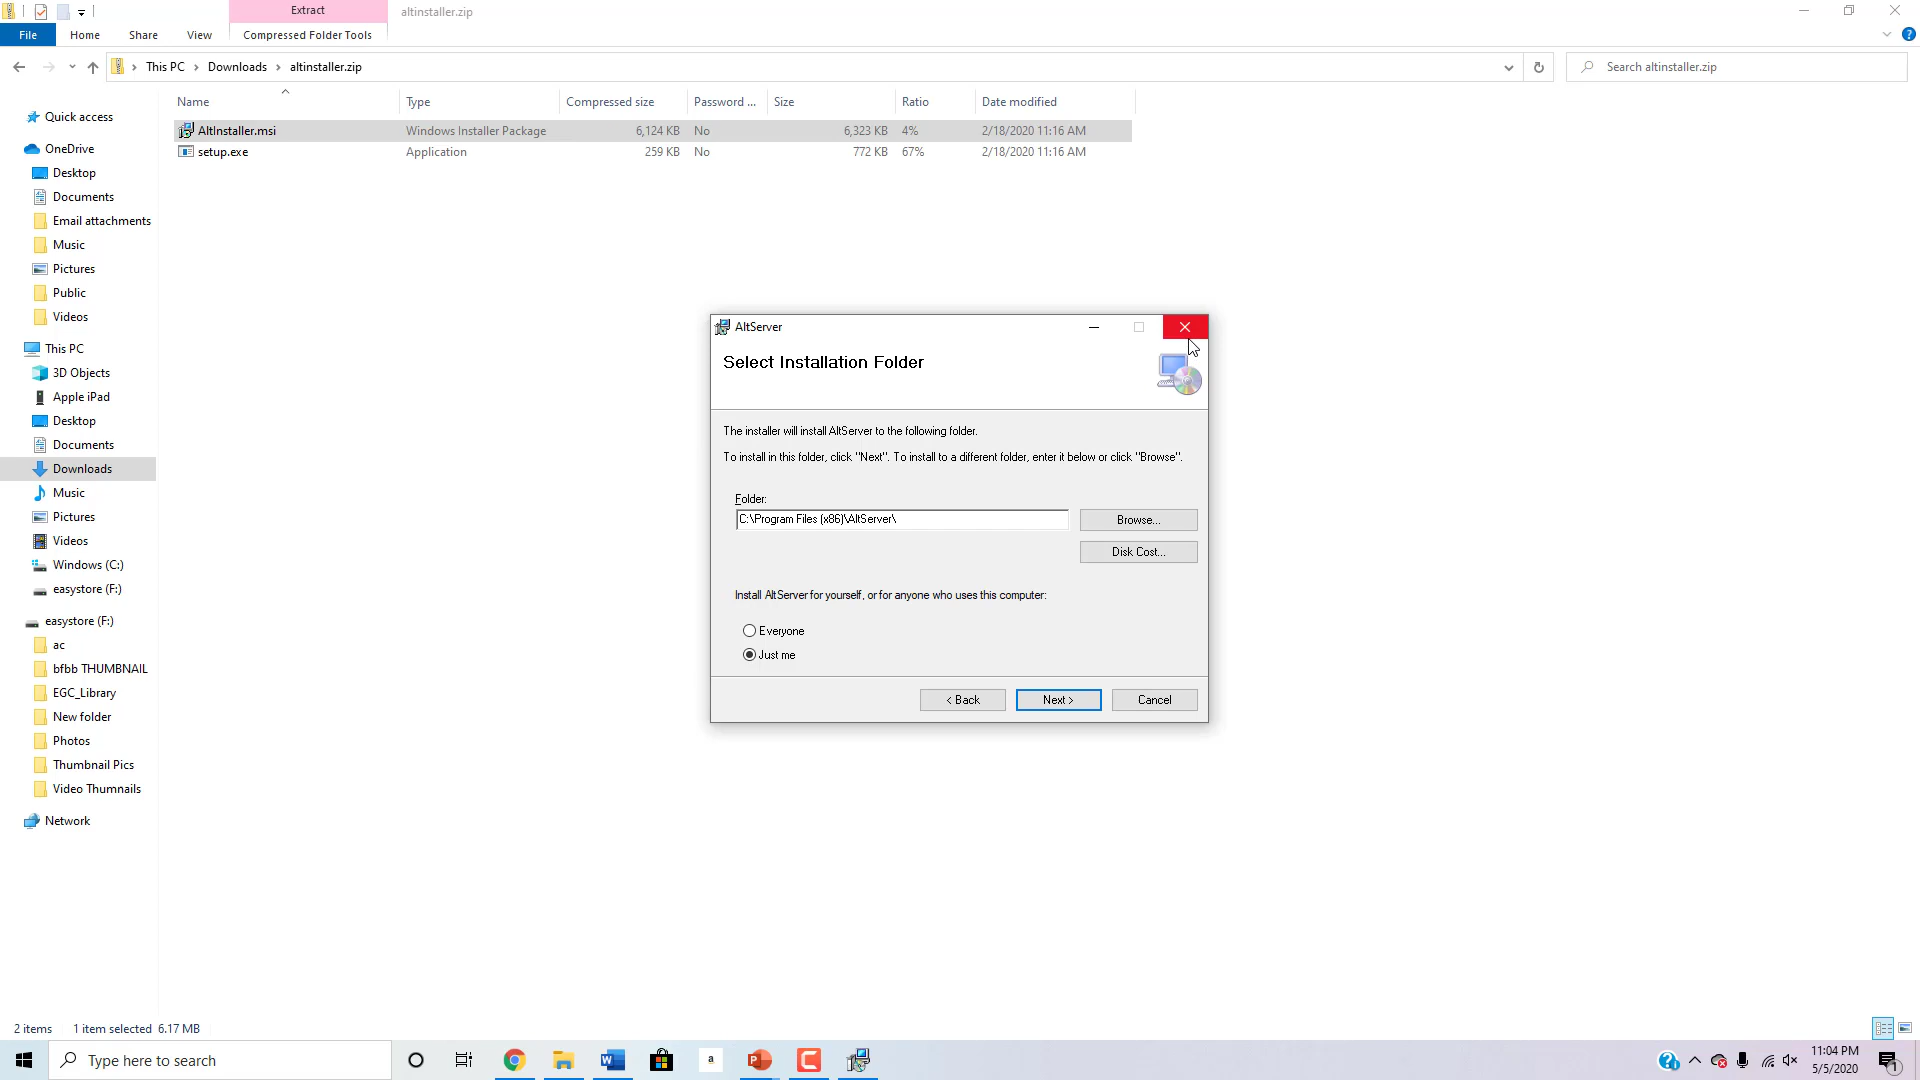 Extract
altinstaller.zip
File
Home
Share
View
Compressed Folder Tools
This PC
Downloads
altinstaller.zip
Search altinstaller.zip
Name
Type
Compressed size
Password ...
Size
Ratio
Date modified
AltInstaller.msi
Windows Installer Package
6,124 KB
No
6,323 KB
4%
2/18/2020 11:16 AM
setup.exe
Application
259 KB
No
772 KB
67%
2/18/2020 11:16 AM
Quick access
OneDrive
Desktop
Documents
Email attachments
Music
Pictures
Public
Videos
This PC
3D Objects
Apple iPad
Desktop
Documents
Downloads
Music
Pictures
Videos
Windows (C:)
easystore (F:)
easystore (F:)
ac
bfbb THUMBNAIL
EGC_Library
New folder
Photos
Thumbnail Pics
Video Thumnails
Network
AltServer
Select Installation Folder
The installer will install AltServer to the following folder.
To install in this folder, click "Next". To install to a different folder, enter it below or click "Browse".
Folder:
C:\Program Files (x86)\AltServer\
Browse...
Disk Cost...
Install AltServer for yourself, or for anyone who uses this computer:
Everyone
Just me
< Back
Next >
Cancel
2 items
1 item selected 6.17 MB
Type here to search
a
11:04 PM
5/5/2020
1